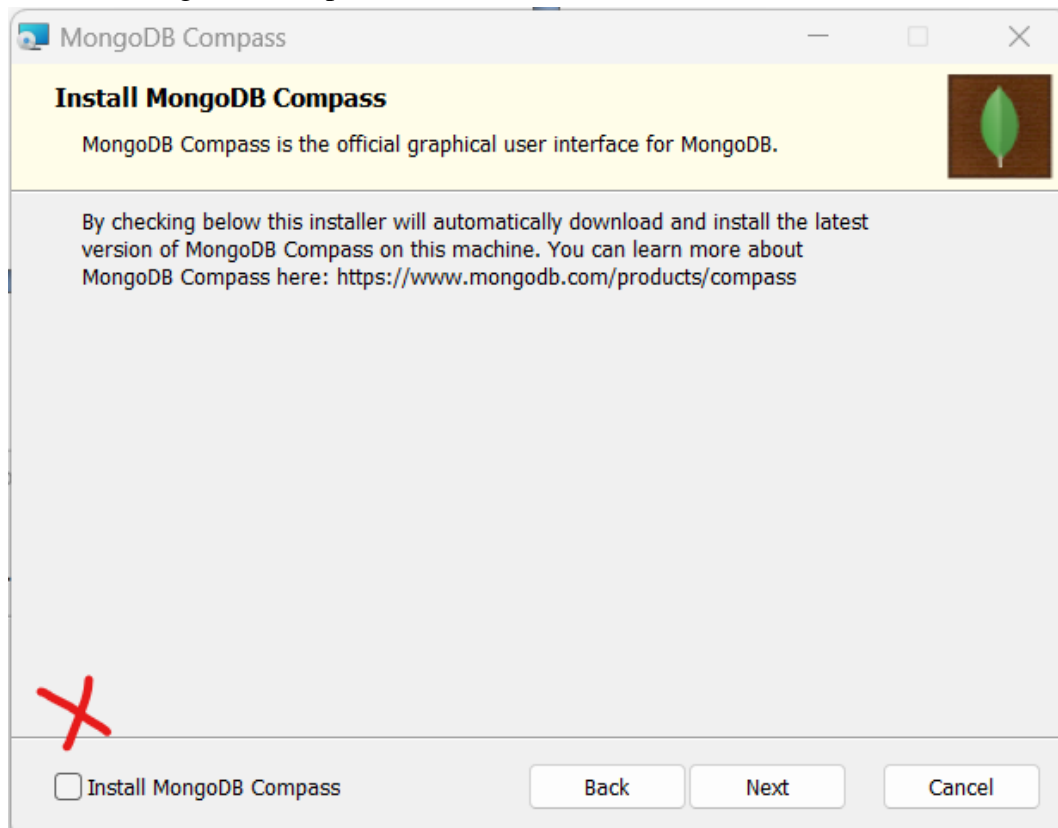 MongoDB Compass
Install MongoDB Compass
MongoDB Compass is the official graphical user interface for MongoDB.
By checking below this installer will automatically download and install the latest
version of MongoDB Compass on this machine. You can learn more about
MongoDB Compass here: https://www.mongodb.com/products/compass
Install MongoDB Compass
Back
Next
Cancel